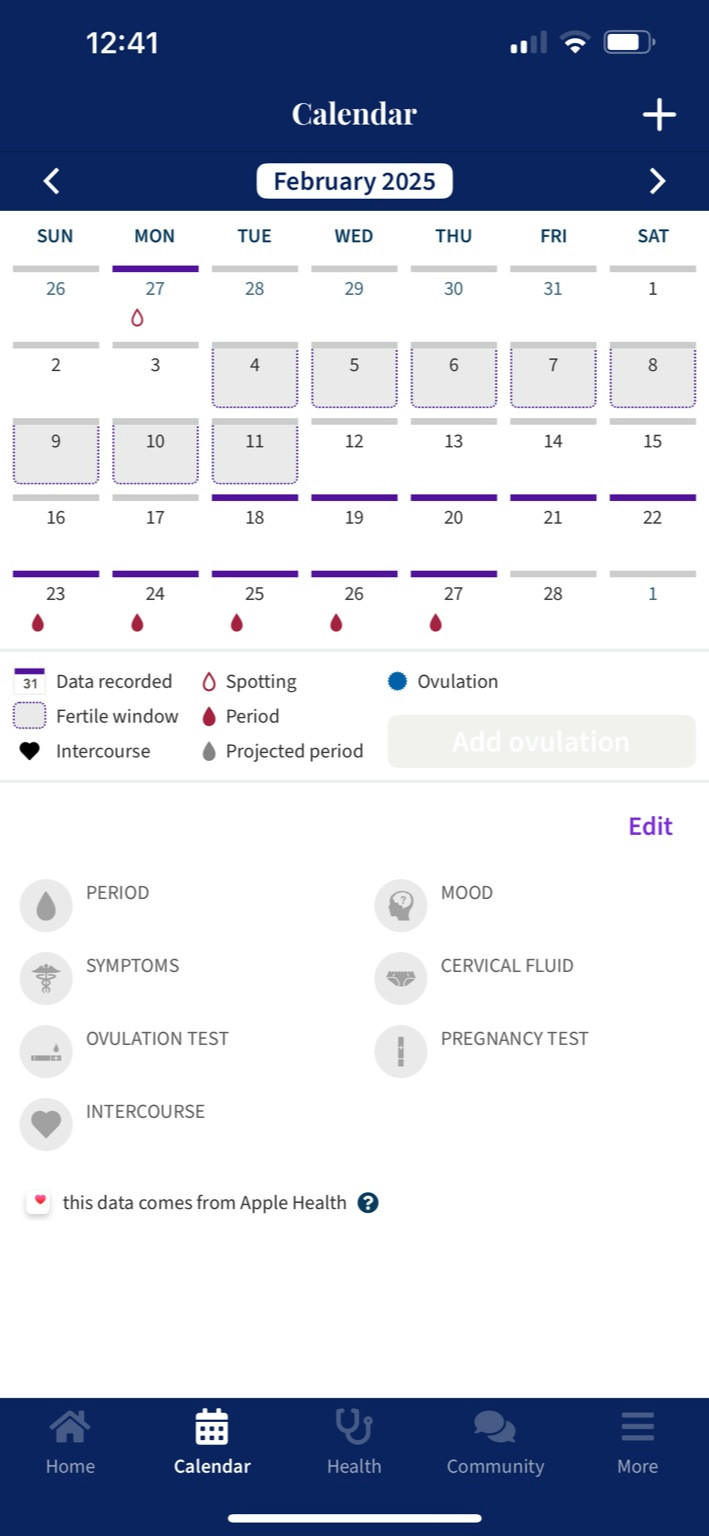 12:41
Calendar
February 2025
SUN MON TUE WED THU FRI SAT
26 27 28 29 30 31 1
2 3 4 5 6 7 8
9 10 11 12 13 14 15
16 17 18 19 20 21 22
23 24 25 26 27 28 1
31 Data recorded Spotting Ovulation
Fertile window Period
Add ovulation
Intercourse Projected period
Edit
PERIOD MOOD
SYMPTOMS CERVICAL FLUID
OVULATION TEST PREGNANCY TEST
INTERCOURSE
this data comes from Apple Health ?
Home Calendar Health Community More